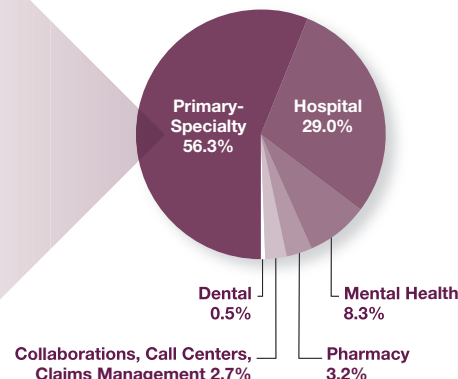 Primary-
Specialty
56.3%
Hospital
29.0%
Dental
0.5%
Mental Health
8.3%
Collaborations, Call Centers,
Claims Management 2.7%
Pharmacy
3.2%